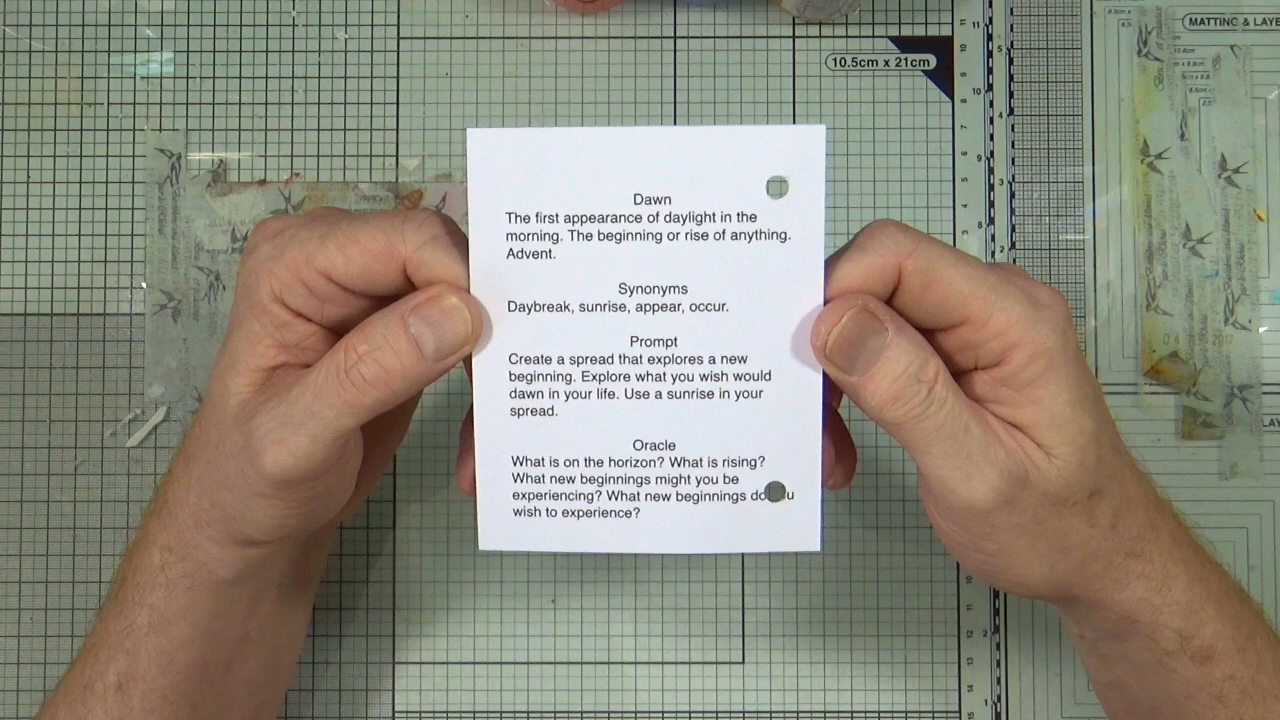 MATTING & LAYE
10.5cm x 21cm
Dawn
The first appearance of daylight in the
morning. The beginning or rise of anything.
Advent.
Synonyms
Daybreak, sunrise, appear, occur.
Prompt
Create a spread that explores a new
beginning. Explore what you wish would
dawn in your life. Use a sunrise in your
spread.
Oracle
What is on the horizon? What is rising?
What new beginnings might you be
experiencing? What new beginnings do u
wish to experience?